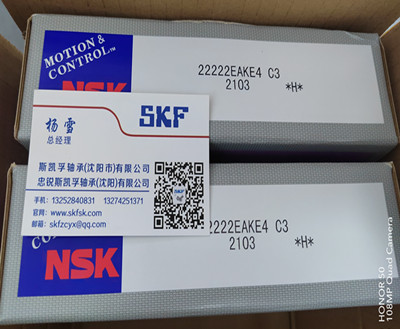 MOTION &
CONTROL™
NSK
22222EAKE4 C3
2103 *H*
SKF
杨雪
总经理
斯凯孚轴承(沈阳市)有限公司
忠锐斯凯孚轴承(沈阳)有限公司
手机:13252840831 13274251371
官网:www.skfsk.com
邮箱:skfzcyx@qq.com
MOTION
CONTROL
NSK
22222EAKE4 C3
2103 *H*
HONOR 50
108MP Quad Camera